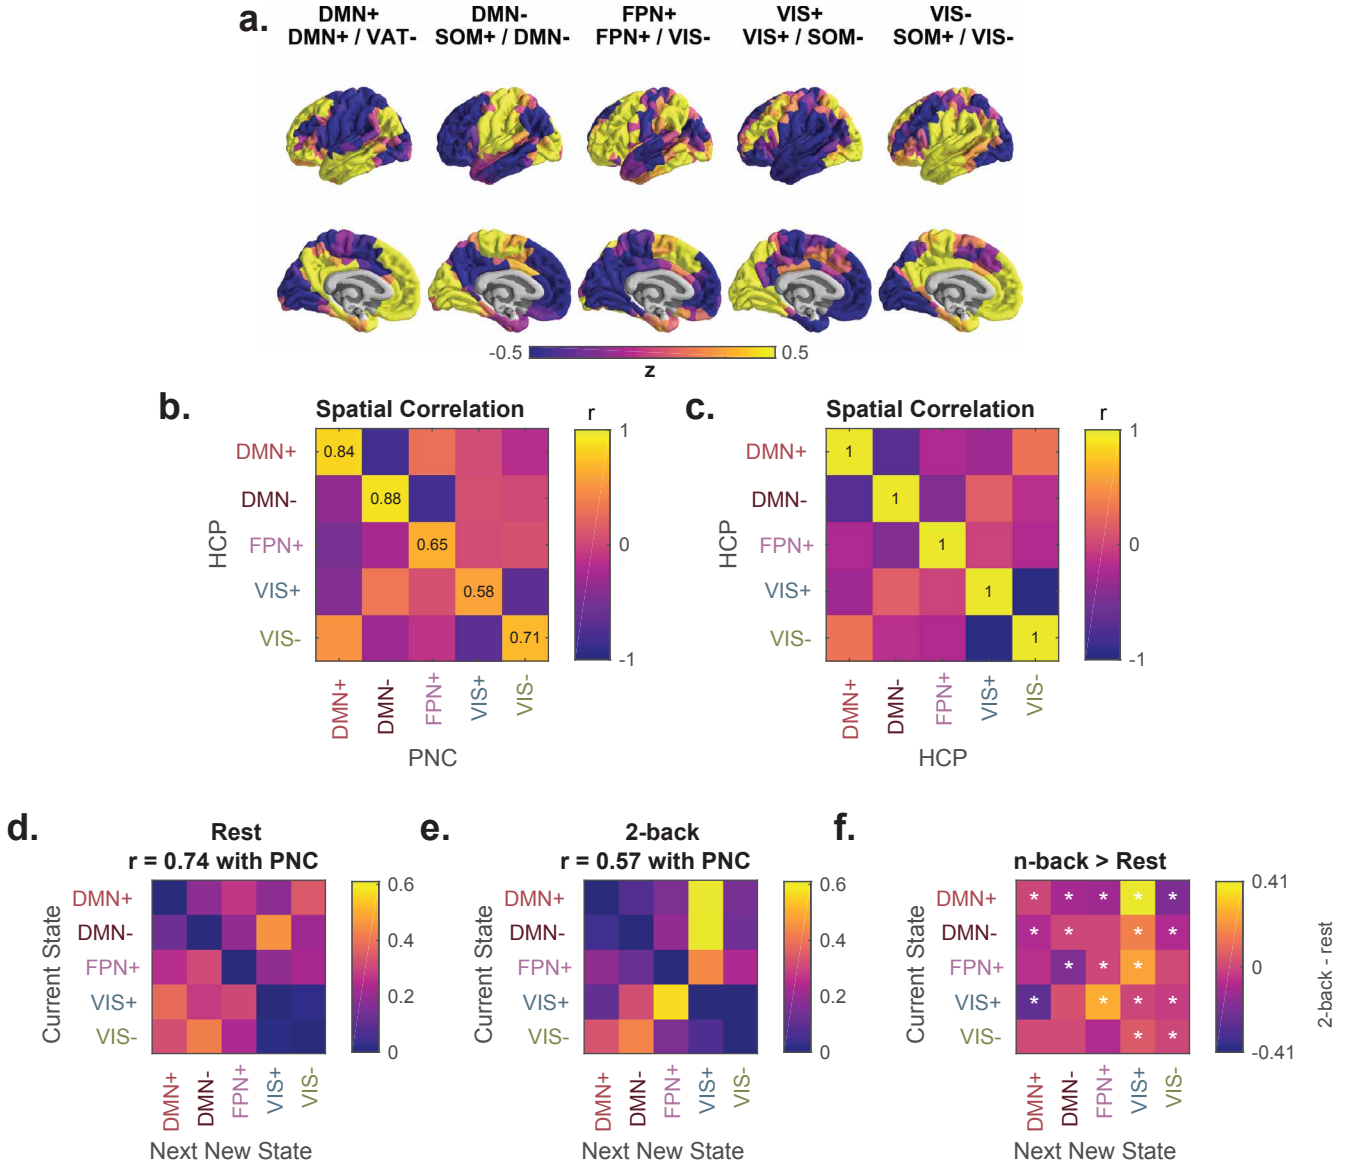 a.
DMN+
DMN+ / VAT-
DMN-
SOM+ / DMN-
FPN+
FPN+ / VIS-
VIS+
VIS+ / SOM-
VIS-
SOM+ / VIS-
-0.5
0.5
z
b.
Spatial Correlation
r
HCP
DMN+
DMN-
FPN+
VIS+
VIS-
0.84
0.88
0.65
0.58
0.71
1
0
-1
DMN+
DMN-
FPN+
VIS+
VIS-
PNC
c.
Spatial Correlation
r
HCP
DMN+
DMN-
FPN+
VIS+
VIS-
1
1
1
1
1
1
0
-1
DMN+
DMN-
FPN+
VIS+
VIS-
HCP
d.
Rest
r = 0.74 with PNC
Current State
DMN+
DMN-
FPN+
VIS+
VIS-
0.6
0.4
0.2
0
DMN+
DMN-
FPN+
VIS+
VIS-
Next New State
e.
2-back
r = 0.57 with PNC
Current State
DMN+
DMN-
FPN+
VIS+
VIS-
0.6
0.4
0.2
0
DMN+
DMN-
FPN+
VIS+
VIS-
Next New State
f.
n-back > Rest
Current State
DMN+
DMN-
FPN+
VIS+
VIS-
* * * * *
* * * *
* * *
* * * *
* *
0.41
0
-0.41
2-back - rest
DMN+
DMN-
FPN+
VIS+
VIS-
Next New State